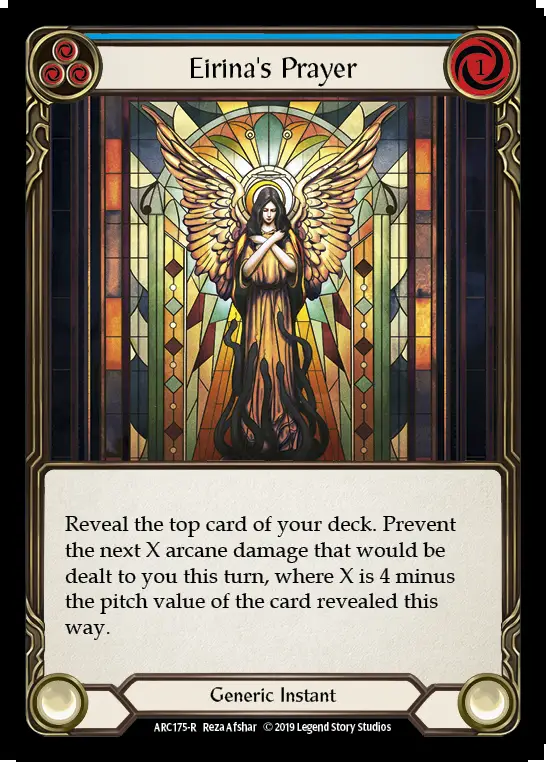 Eirina's Prayer
1
Reveal the top card of your deck. Prevent
the next X arcane damage that would be
dealt to you this turn, where X is 4 minus
the pitch value of the card revealed this
way.
Generic Instant
ARC175-R Reza Afshar © 2019 Legend Story Studios